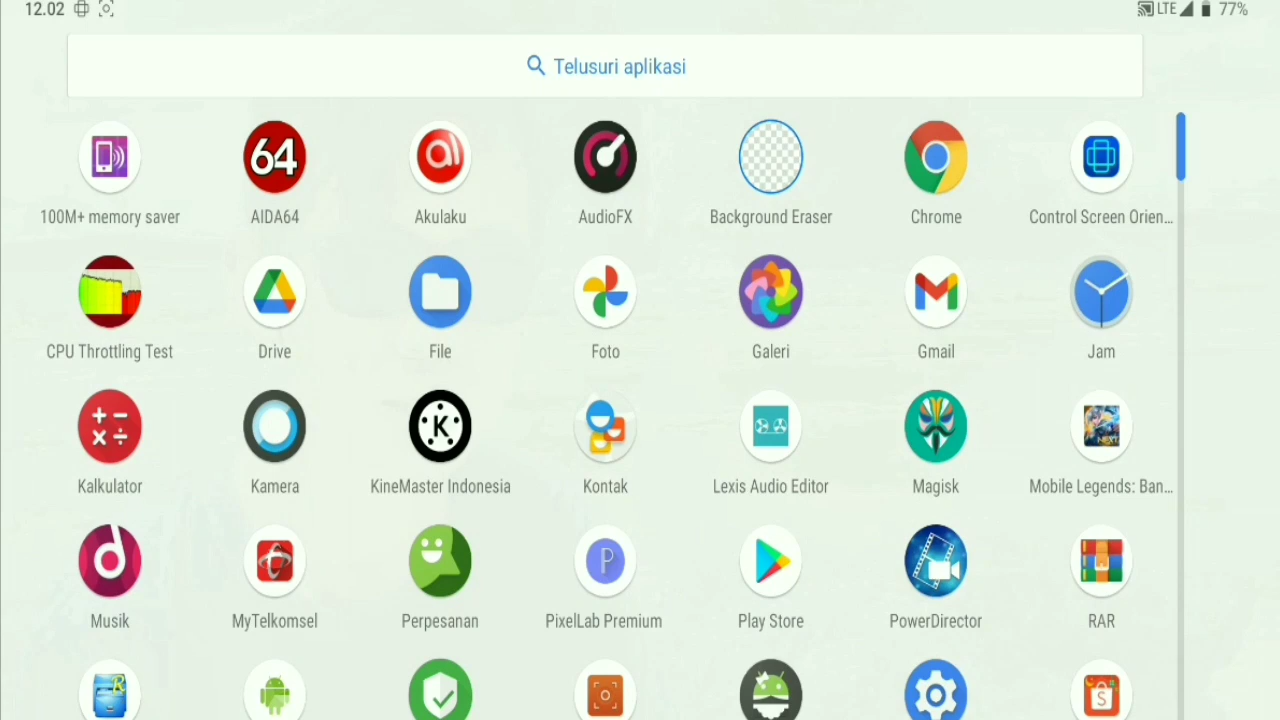 12.02
LTE
77%
Telusuri aplikasi
64
100M+ memory saver
AIDA64
Akulaku
AudioFX
Background Eraser
Chrome
Control Screen Orien...
CPU Throttling Test
Drive
File
Foto
Galeri
Gmail
Jam
K
NEXT
Kalkulator
Kamera
KineMaster Indonesia
Kontak
Lexis Audio Editor
Magisk
Mobile Legends: Ban...
P
Musik
MyTelkomsel
Perpesanan
PixelLab Premium
Play Store
PowerDirector
RAR
R
S